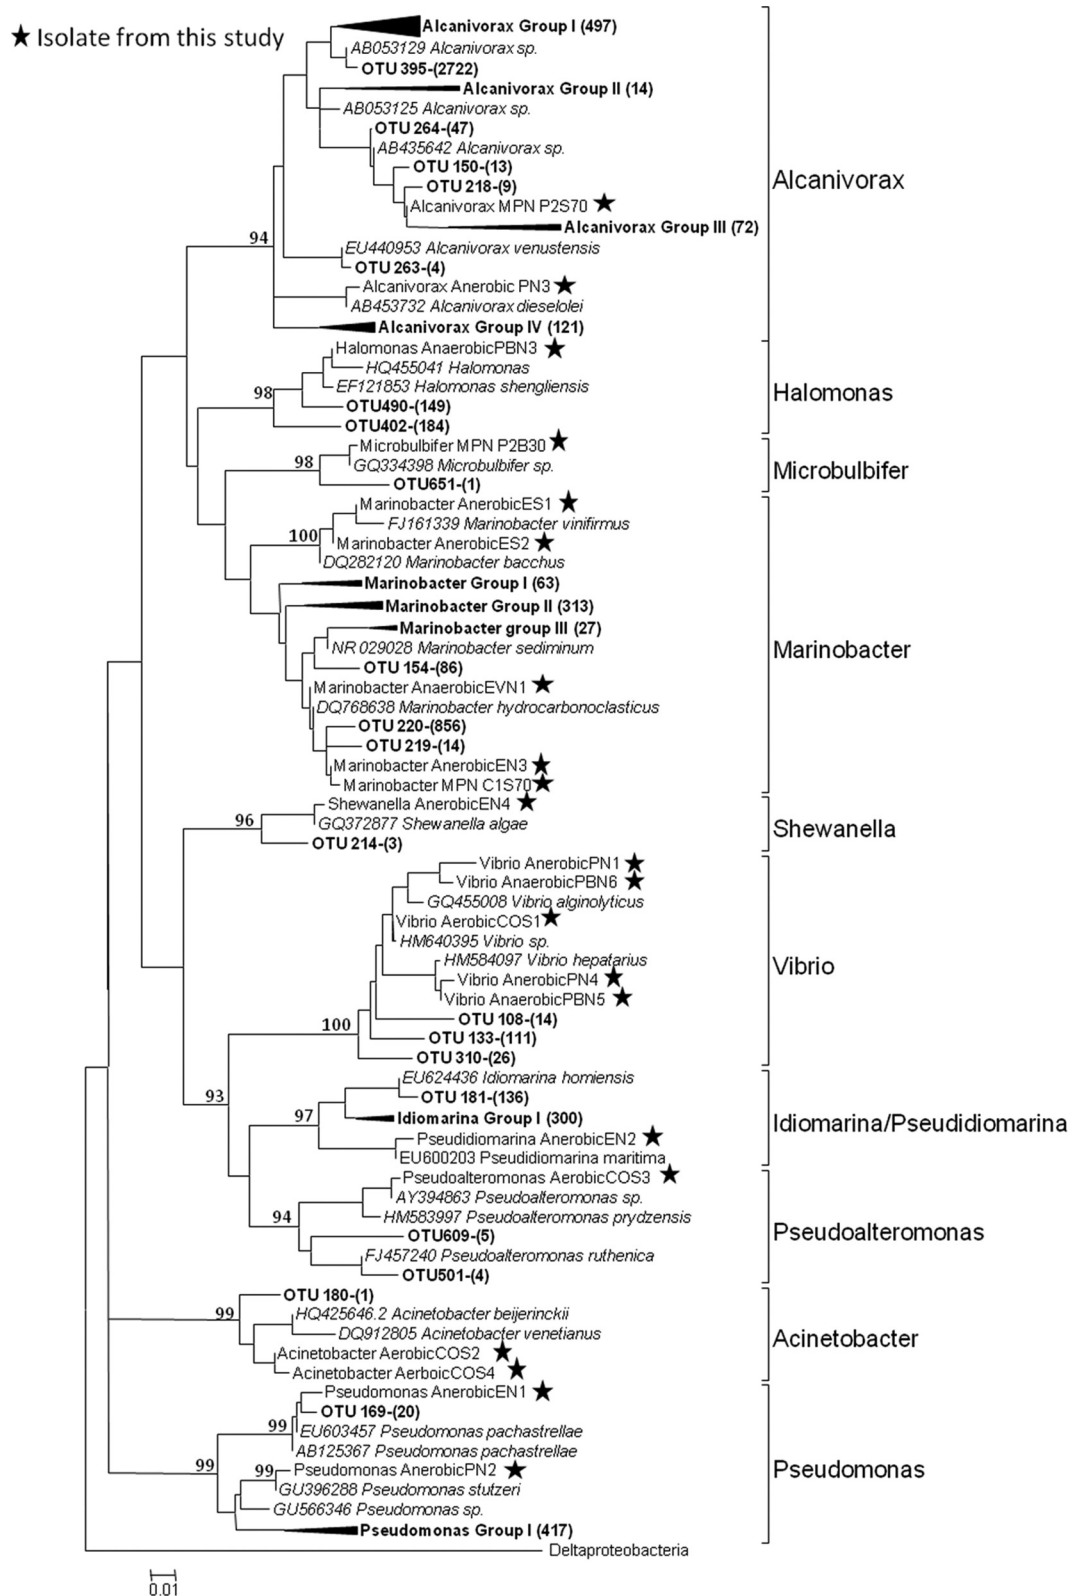 ★ Isolate from this study
Alcanivorax Group I (497)
AB053129 Alcanivorax sp.
OTU 395-(2722)
Alcanivorax Group II (14)
AB053125 Alcanivorax sp.
OTU 264-(47)
AB435642 Alcanivorax sp.
OTU 150-(13)
OTU 218-(9)
Alcanivorax MPN P2S70 ★
Alcanivorax Group III (72)
Alcanivorax
94
EU440953 Alcanivorax venustensis
OTU 263-(4)
Alcanivorax Anerobic PN3 ★
AB453732 Alcanivorax dieselolei
Alcanivorax Group IV (121)
Halomonas AnaerobicPBN3 ★
HQ455041 Halomonas
EF121853 Halomonas shengliensis
98
OTU490-(149)
OTU402-(184)
Halomonas
Microbulbifer MPN P2B30 ★
98
GQ334398 Microbulbifer sp.
OTU651-(1)
Microbulbifer
Marinobacter AnerobicES1 ★
FJ161339 Marinobacter vinifirmus
100
Marinobacter AnerobicES2 ★
DQ282120 Marinobacter bacchus
Marinobacter Group I (63)
Marinobacter Group II (313)
Marinobacter group III (27)
NR 029028 Marinobacter sediminum
OTU 154-(86)
Marinobacter AnaerobicEVN1 ★
DQ768638 Marinobacter hydrocarbonoclasticus
OTU 220-(856)
OTU 219-(14)
Marinobacter AnerobicEN3 ★
Marinobacter MPN C1S70 ★
Marinobacter
Shewanella AnerobicEN4 ★
96
GQ372877 Shewanella algae
OTU 214-(3)
Shewanella
Vibrio AnerobicPN1 ★
Vibrio AnaerobicPBN6 ★
GQ455008 Vibrio alginolyticus
Vibrio AerobicCOS1 ★
HM640395 Vibrio sp.
HM584097 Vibrio hepatarius
Vibrio AnerobicPN4 ★
Vibrio AnaerobicPBN5 ★
100
OTU 108-(14)
OTU 133-(111)
OTU 310-(26)
Vibrio
93
EU624436 Idiomarina homiensis
OTU 181-(136)
97
Idiomarina Group I (300)
Pseudidiomarina AnerobicEN2 ★
EU600203 Pseudidiomarina maritima
Idiomarina/Pseudidiomarina
Pseudoalteromonas AerobicCOS3 ★
AY394863 Pseudoalteromonas sp.
94
HM583997 Pseudoalteromonas prydzensis
OTU609-(5)
FJ457240 Pseudoalteromonas ruthenica
OTU501-(4)
Pseudoalteromonas
OTU 180-(1)
99
HQ425646.2 Acinetobacter beijerinckii
DQ912805 Acinetobacter venetianus
Acinetobacter AerobicCOS2 ★
Acinetobacter AerboicCOS4 ★
Acinetobacter
Pseudomonas AnerobicEN1 ★
OTU 169-(20)
99
EU603457 Pseudomonas pachastrellae
AB125367 Pseudomonas pachastrellae
99
99
Pseudomonas AnerobicPN2 ★
GU396288 Pseudomonas stutzeri
GU566346 Pseudomonas sp.
Pseudomonas Group I (417)
Pseudomonas
Deltaproteobacteria
0.01